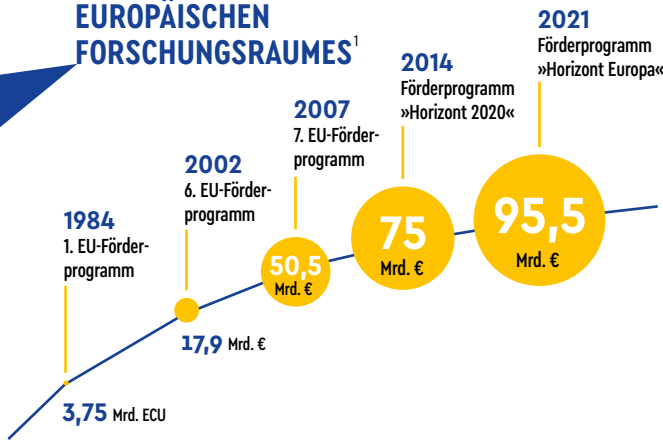 EUROPÄISCHEN
FORSCHUNGSRAUMES¹
1984
1. EU-Förder-
programm
3,75 Mrd. ECU
2002
6. EU-Förder-
programm
17,9 Mrd. €
2007
7. EU-Förder-
programm
50,5
Mrd. €
2014
Förderprogramm
»Horizont 2020«
75
Mrd. €
2021
Förderprogramm
»Horizont Europa«
95,5
Mrd. €